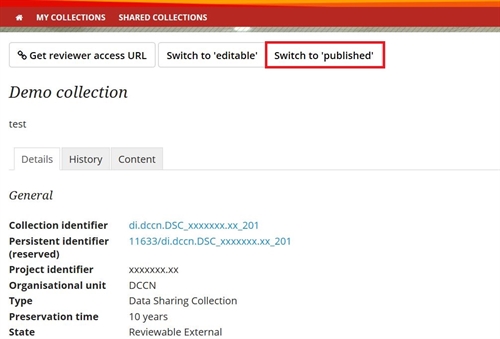 MY COLLECTIONS SHARED COLLECTIONS
Get reviewer access URL Switch to 'editable' Switch to 'published'
Demo collection
test
Details History Content
General
Collection identifier di.dccn.DSC_xxxxxxx.xx_201
Persistent identifier 11633/di.dccn.DSC_xxxxxxx.xx_201
(reserved)
Project identifier xxxxxxx.xx
Organisational unit DCCN
Type Data Sharing Collection
Preservation time 10 years
State Reviewable External